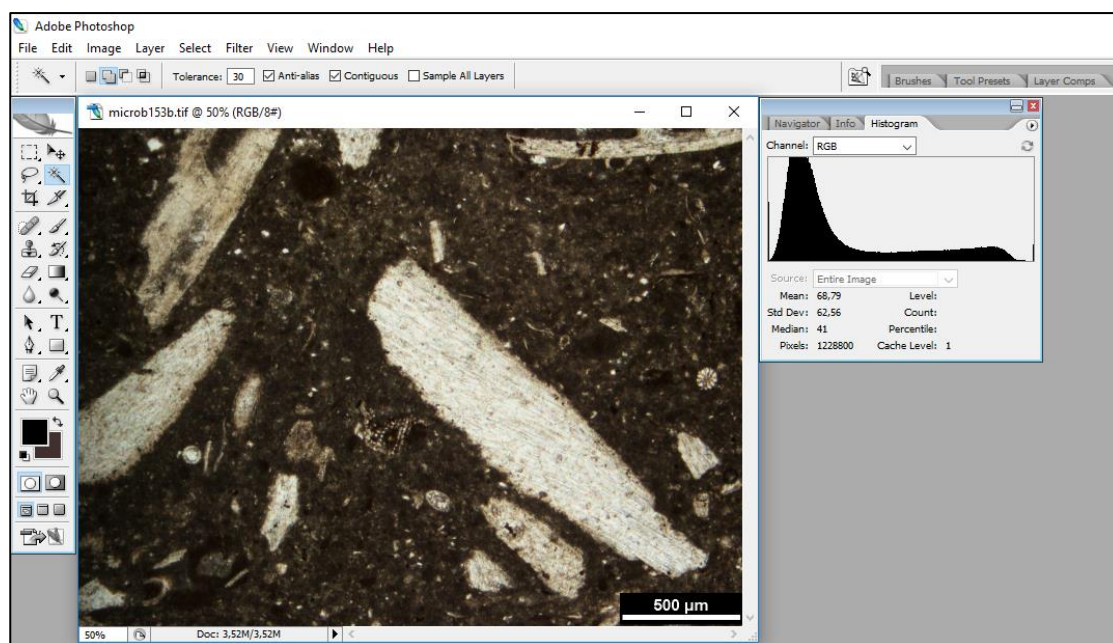 Adobe Photoshop
File Edit Image Layer Select Filter View Window Help
Tolerance: 30 Anti-alias Contiguous Sample All Layers
Brushes Tool Presets Layer Comps
microb153b.tif @ 50% (RGB/8#)
Navigator Info Histogram
Channel: RGB
Source: Entire Image
Mean: 68,79 Level:
Std Dev: 62,56 Count:
Median: 41 Percentile:
Pixels: 1228800 Cache Level: 1
T
500 µm
50% Doc: 3,52M/3,52M